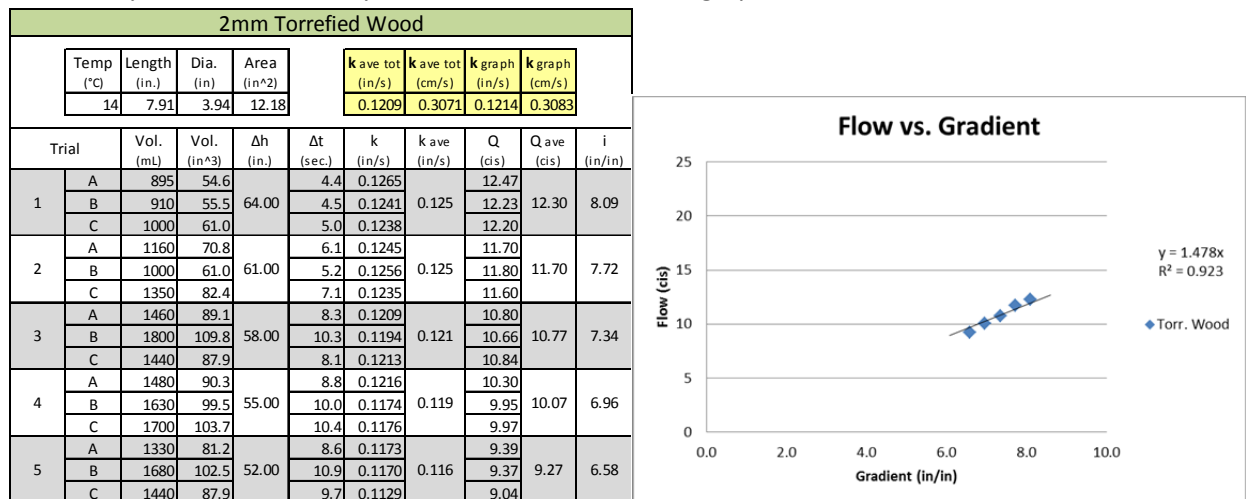 2mm Torrefied Wood
Temp Length Dia. Area k ave tot k ave tot k graph k graph
(°C) (in.) (in) (in^2) (in/s) (cm/s) (in/s) (cm/s)
14 7.91 3.94 12.18 0.1209 0.3071 0.1214 0.3083
Trial Vol. Vol. Δh Δt k k ave Q Q ave i
(mL) (in^3) (in.) (sec.) (in/s) (in/s) (cis) (cis) (in/in)
A 895 54.6 4.4 0.1265 12.47
1 B 910 55.5 64.00 4.5 0.1241 0.125 12.23 12.30 8.09
C 1000 61.0 5.0 0.1238 12.20
A 1160 70.8 6.1 0.1245 11.70
2 B 1000 61.0 61.00 5.2 0.1256 0.125 11.80 11.70 7.72
C 1350 82.4 7.1 0.1235 11.60
A 1460 89.1 8.3 0.1209 10.80
3 B 1800 109.8 58.00 10.3 0.1194 0.121 10.66 10.77 7.34
C 1440 87.9 8.1 0.1213 10.84
A 1480 90.3 8.8 0.1216 10.30
4 B 1630 99.5 55.00 10.0 0.1174 0.119 9.95 10.07 6.96
C 1700 103.7 10.4 0.1176 9.97
A 1330 81.2 8.6 0.1173 9.39
5 B 1680 102.5 52.00 10.9 0.1170 0.116 9.37 9.27 6.58
C 1440 87.9 9.7 0.1129 9.04
Flow vs. Gradient
25
20
15
10
5
0
Flow (cis)
0.0 2.0 4.0 6.0 8.0 10.0
Gradient (in/in)
y = 1.478x
R² = 0.923
Torr. Wood